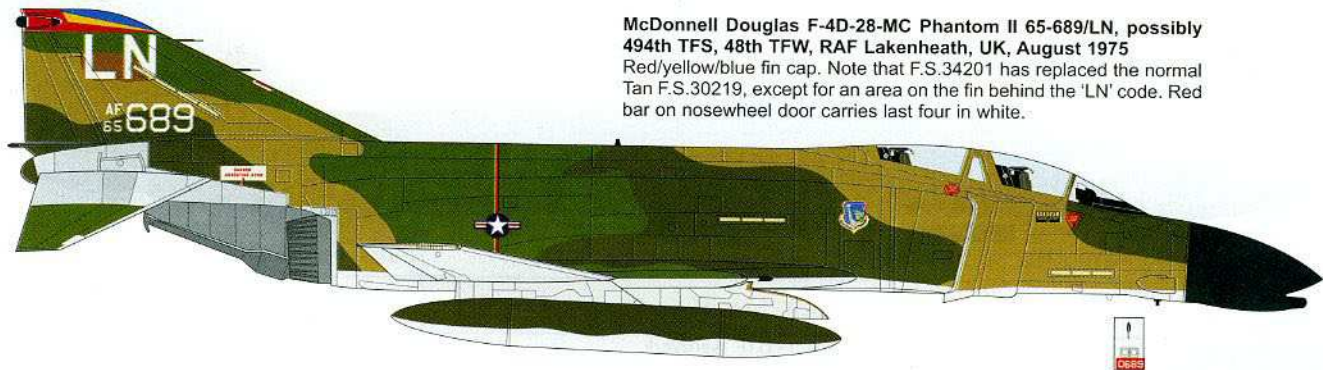 McDonnell Douglas F-4D-28-MC Phantom II 65-689/LN, possibly
494th TFS, 48th TFW, RAF Lakenheath, UK, August 1975
Red/yellow/blue fin cap. Note that F.S.34201 has replaced the normal
Tan F.S.30219, except for an area on the fin behind the 'LN' code. Red
bar on nosewheel door carries last four in white.
LN
AF
65 689